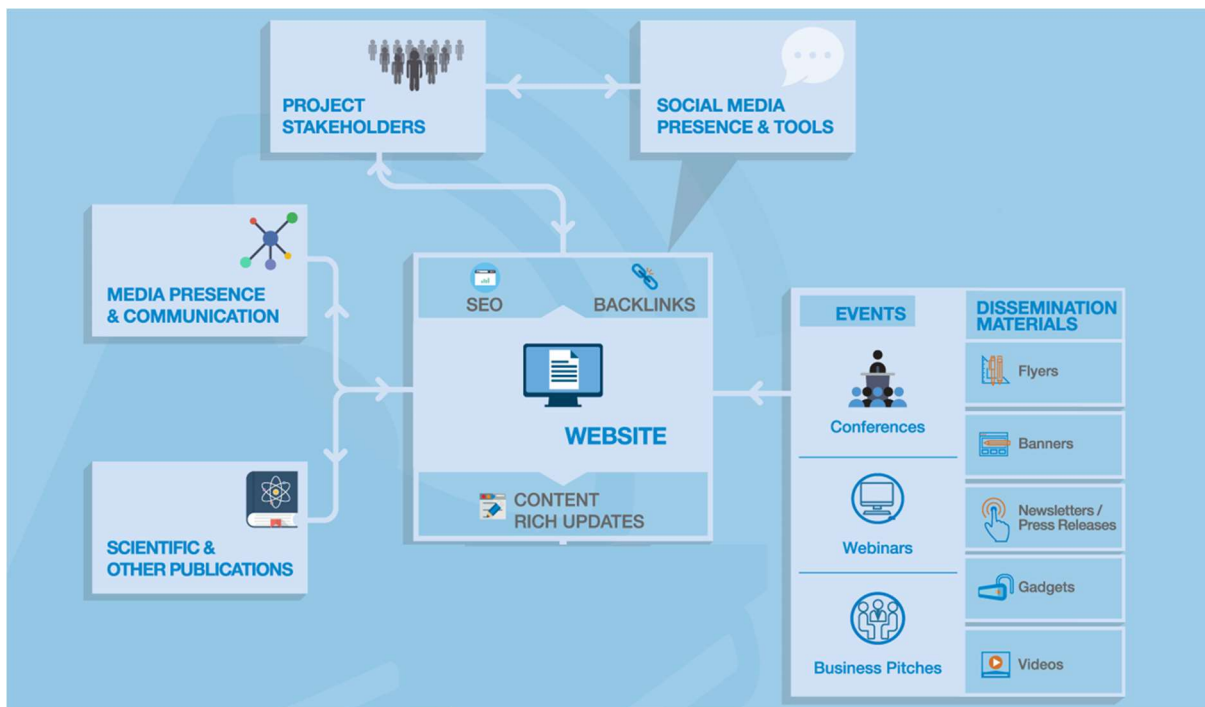 PROJECT
STAKEHOLDERS
SOCIAL MEDIA
PRESENCE & TOOLS
MEDIA PRESENCE
& COMMUNICATION
SEO
BACKLINKS
WEBSITE
CONTENT
RICH UPDATES
SCIENTIFIC &
OTHER PUBLICATIONS
EVENTS
Conferences
Webinars
Business Pitches
DISSEMINATION
MATERIALS
Flyers
Banners
Newsletters /
Press Releases
Gadgets
Videos